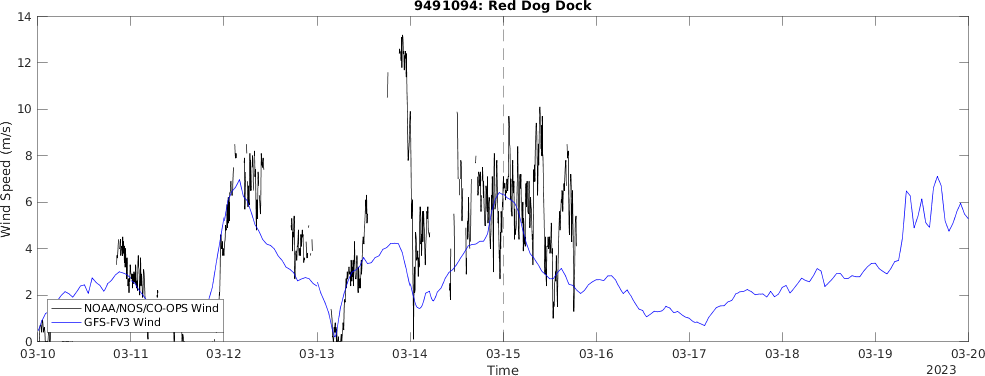 9491094: Red Dog Dock
14
12
10
8
6
4
2
0
Wind Speed (m/s)
NOAA/NOS/CO-OPS Wind
GFS-FV3 Wind
03-10 03-11 03-12 03-13 03-14 03-15 03-16 03-17 03-18 03-19 03-20
Time
2023